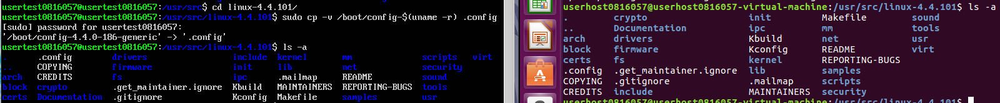 usertest0816057@usertest0816057:/usr/src$ cd linux-4.4.101/
usertest0816057@usertest0816057:/usr/src/linux-4.4.101$ sudo cp -v /boot/config-$(uname -r) .config
[sudo] password for usertest0816057:
'/boot/config-4.4.0-186-generic' -> '.config'
usertest0816057@usertest0816057:/usr/src/linux-4.4.101$ ls -a
. .config drivers include kernel mm scripts virt
.. COPYING firmware init lib net security
arch CREDITS fs ipc .mailmap README sound
block crypto .get_maintainer.ignore Kbuild MAINTAINERS REPORTING-BUGS tools
certs Documentation .gitignore Kconfig Makefile samples usr
userhost0816057@userhost0816057-virtual-machine:/usr/src/linux-4.4.101$ ls -a
. crypto init Makefile sound
.. Documentation ipc mm tools
arch drivers Kbuild net usr
block firmware Kconfig README virt
certs fs kernel REPORTING-BUGS
.config .get_maintainer.ignore lib samples
COPYING .gitignore .mailmap scripts
CREDITS include MAINTAINERS security
userhost0816057@userhost0816057-virtual-machine:/usr/src/linux-4.4.101$